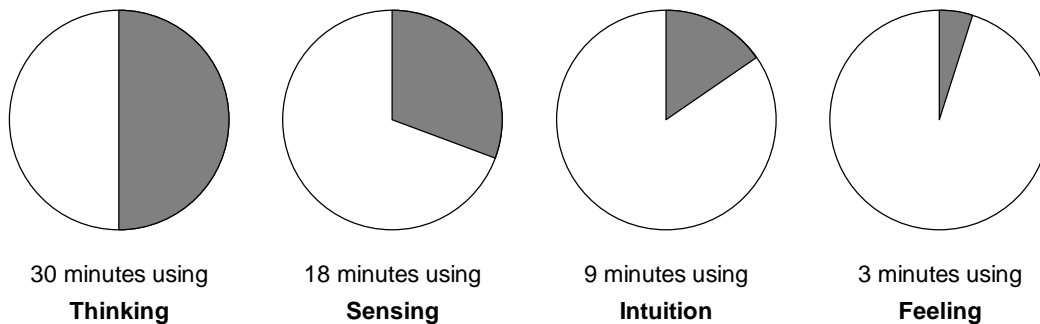 30 minutes using
Thinking
18 minutes using
Sensing
9 minutes using
Intuition
3 minutes using
Feeling